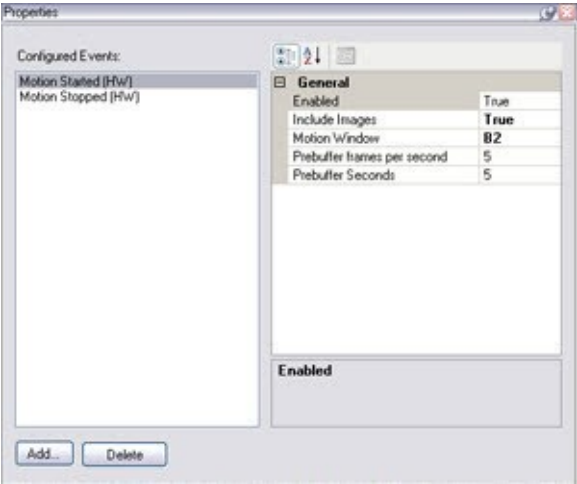 Properties
Configured Events:
Motion Started (HW)
Motion Stopped (HW)
General
Enabled True
Include Images True
Motion Window B2
Prebuffer frames per second 5
Prebuffer Seconds 5
Enabled
Add... Delete